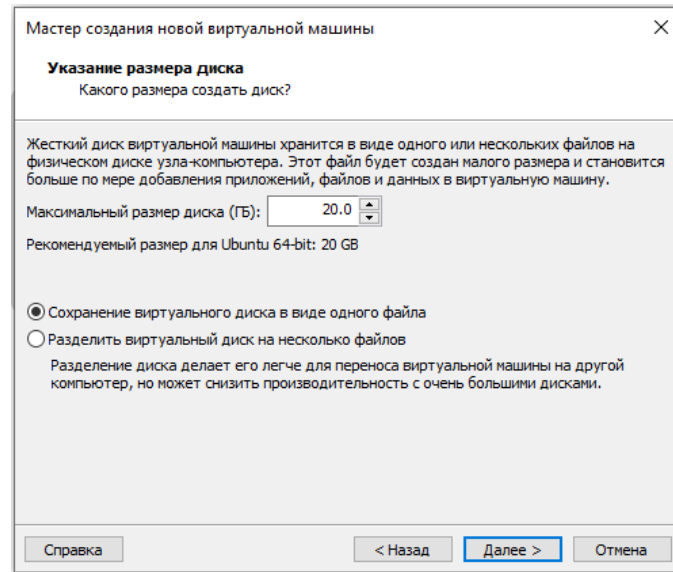 Мастер создания новой виртуальной машины
Указание размера диска
Какого размера создать диск?
Жесткий диск виртуальной машины хранится в виде одного или нескольких файлов на
физическом диске узла-компьютера. Этот файл будет создан малого размера и становится
больше по мере добавления приложений, файлов и данных в виртуальную машину.
Максимальный размер диска (ГБ): 20.0
Рекомендуемый размер для Ubuntu 64-bit: 20 GB
Сохранение виртуального диска в виде одного файла
Разделить виртуальный диск на несколько файлов
Разделение диска делает его легче для переноса виртуальной машины на другой
компьютер, но может снизить производительность с очень большими дисками.
Справка < Назад Далее > Отмена